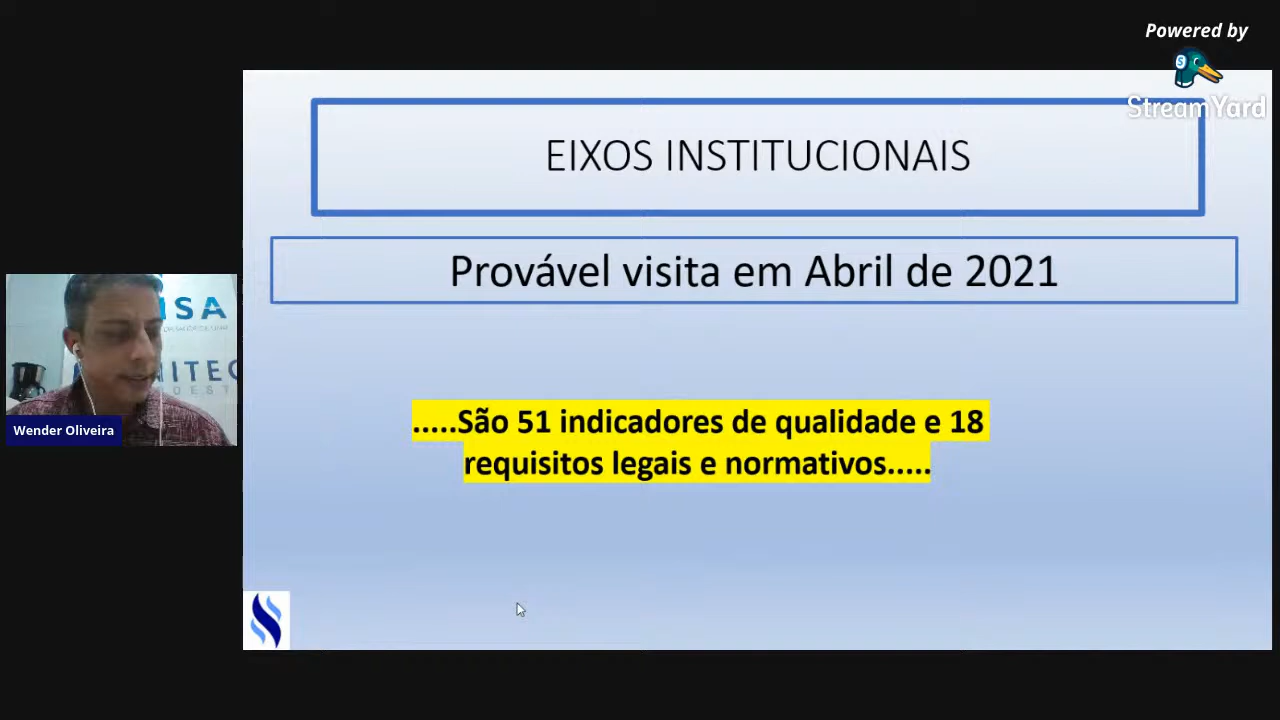 Powered by
StreamYard
EIXOS INSTITUCIONAIS
Provável visita em Abril de 2021
.....São 51 indicadores de qualidade e 18
requisitos legais e normativos.....
ISA
Wender Oliveira